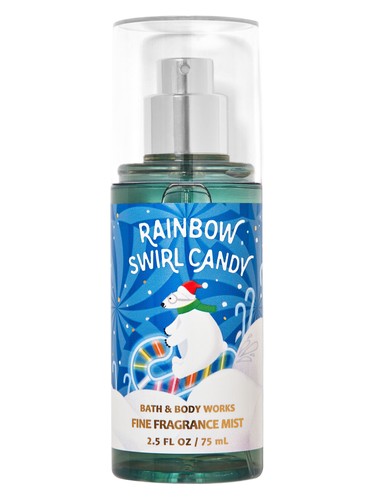 RAINBOW
SWIRL CANDY
BATH & BODY WORKS
FINE FRAGRANCE MIST
2.5 FL OZ / 75 mL